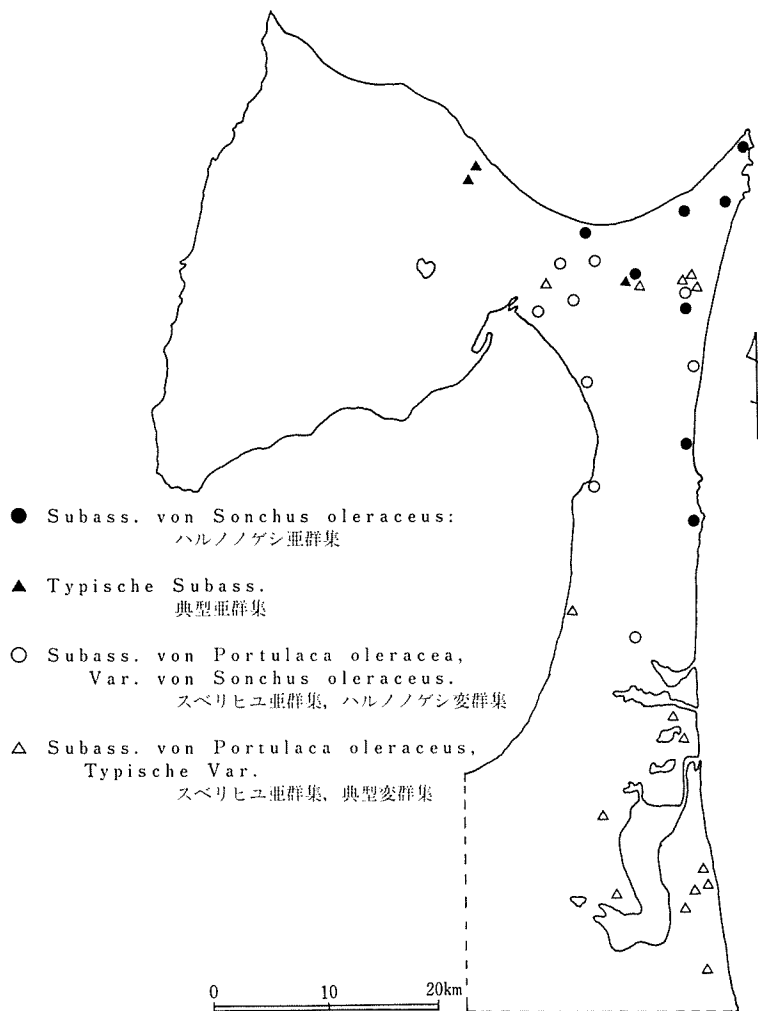 ● Subass. von Sonchus oleraceus:
ハルノノゲシ亜群集
▲ Typische Subass.
典型亜群集
○ Subass. von Portulaca oleracea,
Var. von Sonchus oleraceus.
スベリヒユ亜群集，ハルノノゲシ変群集
△ Subass. von Portulaca oleraceus,
Typische Var.
スベリヒユ亜群集，典型変群集
0 10 20km